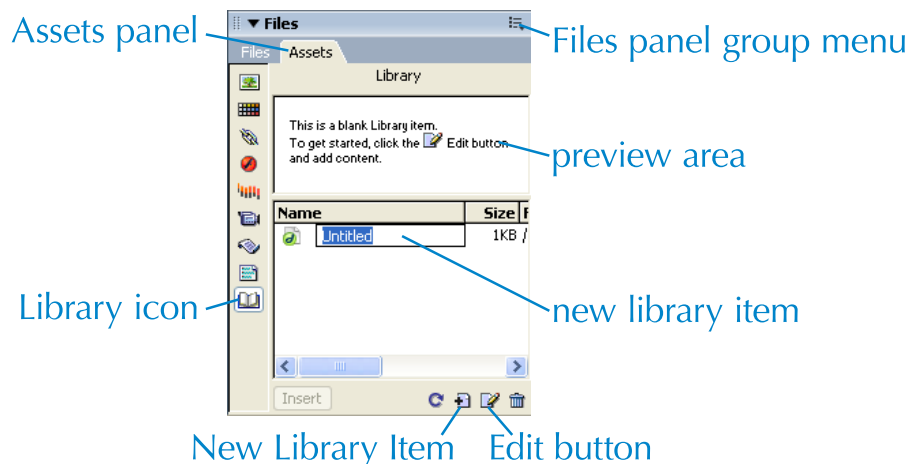 Assets panel
Files
Files panel group menu
Files
Assets
Library
This is a blank Library item.
To get started, click the Edit button
and add content.
preview area
Name
Size
F
Untitled
1KB /
Library icon
new library item
Insert
New Library Item
Edit button